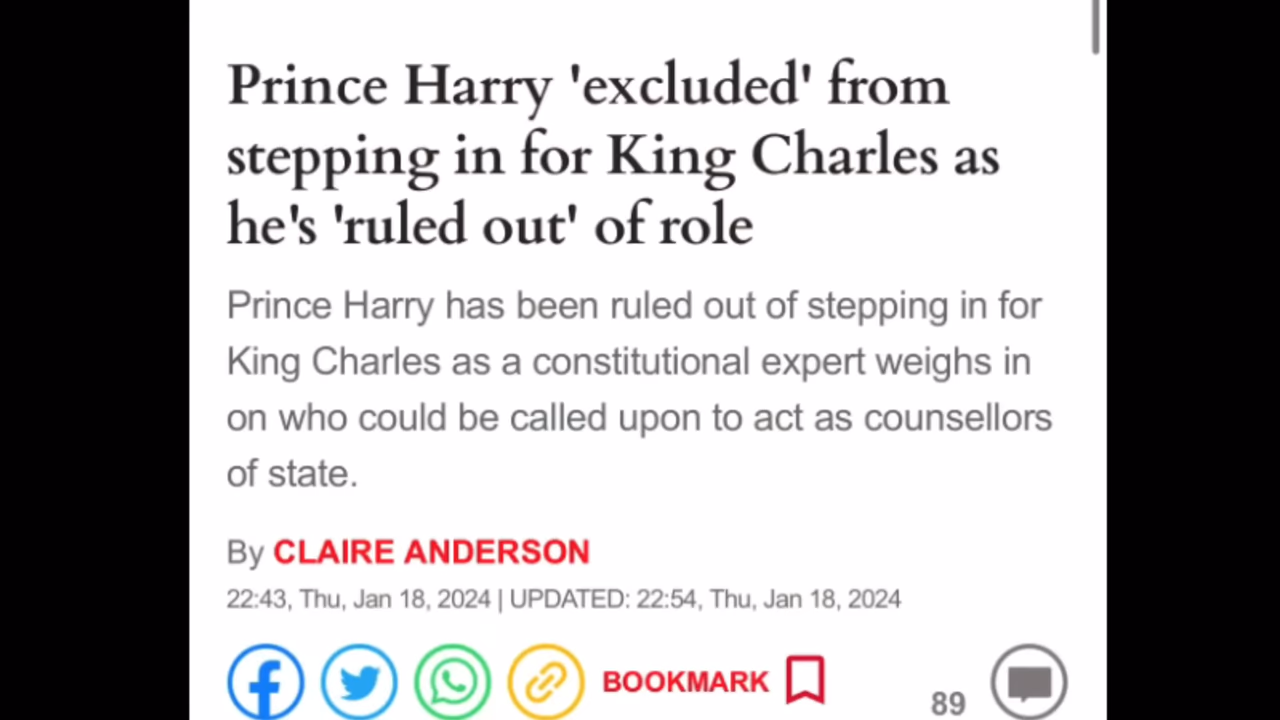 Prince Harry 'excluded' from
stepping in for King Charles as
he's 'ruled out' of role
Prince Harry has been ruled out of stepping in for
King Charles as a constitutional expert weighs in
on who could be called upon to act as counsellors
of state.
By CLAIRE ANDERSON
22:43, Thu, Jan 18, 2024 | UPDATED: 22:54, Thu, Jan 18, 2024
BOOKMARK
89